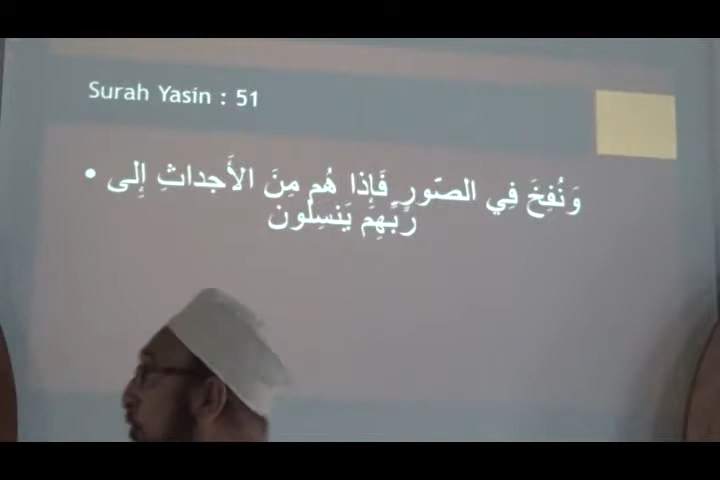 Surah Yasin : 51
• وَنُفِخَ فِي الصّورِ فَإِذا هُم مِنَ الأَجداثِ إِلى
رَبِّهِم يَنسِلون